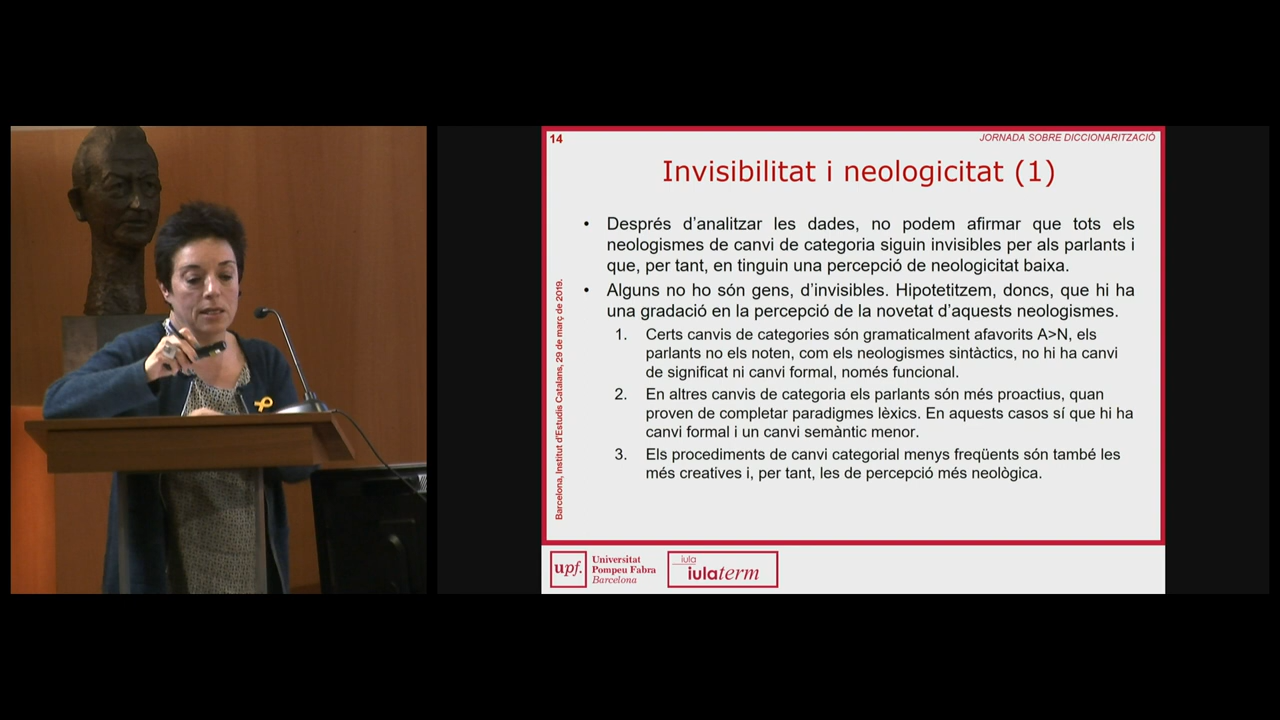 14
JORNADA SOBRE DICCIONARITZACIÓ
Invisibilitat i neologicitat (1)
• Després d'analitzar les dades, no podem afirmar que tots els
neologismes de canvi de categoria siguin invisibles per als parlants i
que, per tant, en tinguin una percepció de neologicitat baixa.
• Alguns no ho són gens, d'invisibles. Hipotetitzem, doncs, que hi ha
una gradació en la percepció de la novetat d'aquests neologismes.
1. Certs canvis de categories són gramaticalment afavorits A>N, els
parlants no els noten, com els neologismes sintàctics, no hi ha canvi
de significat ni canvi formal, només funcional.
2. En altres canvis de categoria els parlants són més proactius, quan
proven de completar paradigmes lèxics. En aquests casos sí que hi ha
canvi formal i un canvi semàntic menor.
3. Els procediments de canvi categorial menys freqüents són també les
més creatives i, per tant, les de percepció més neològica.
Barcelona, Institut d'Estudis Catalans, 29 de març de 2019.
upf.
Universitat
Pompeu Fabra
Barcelona
iula
iulaterm